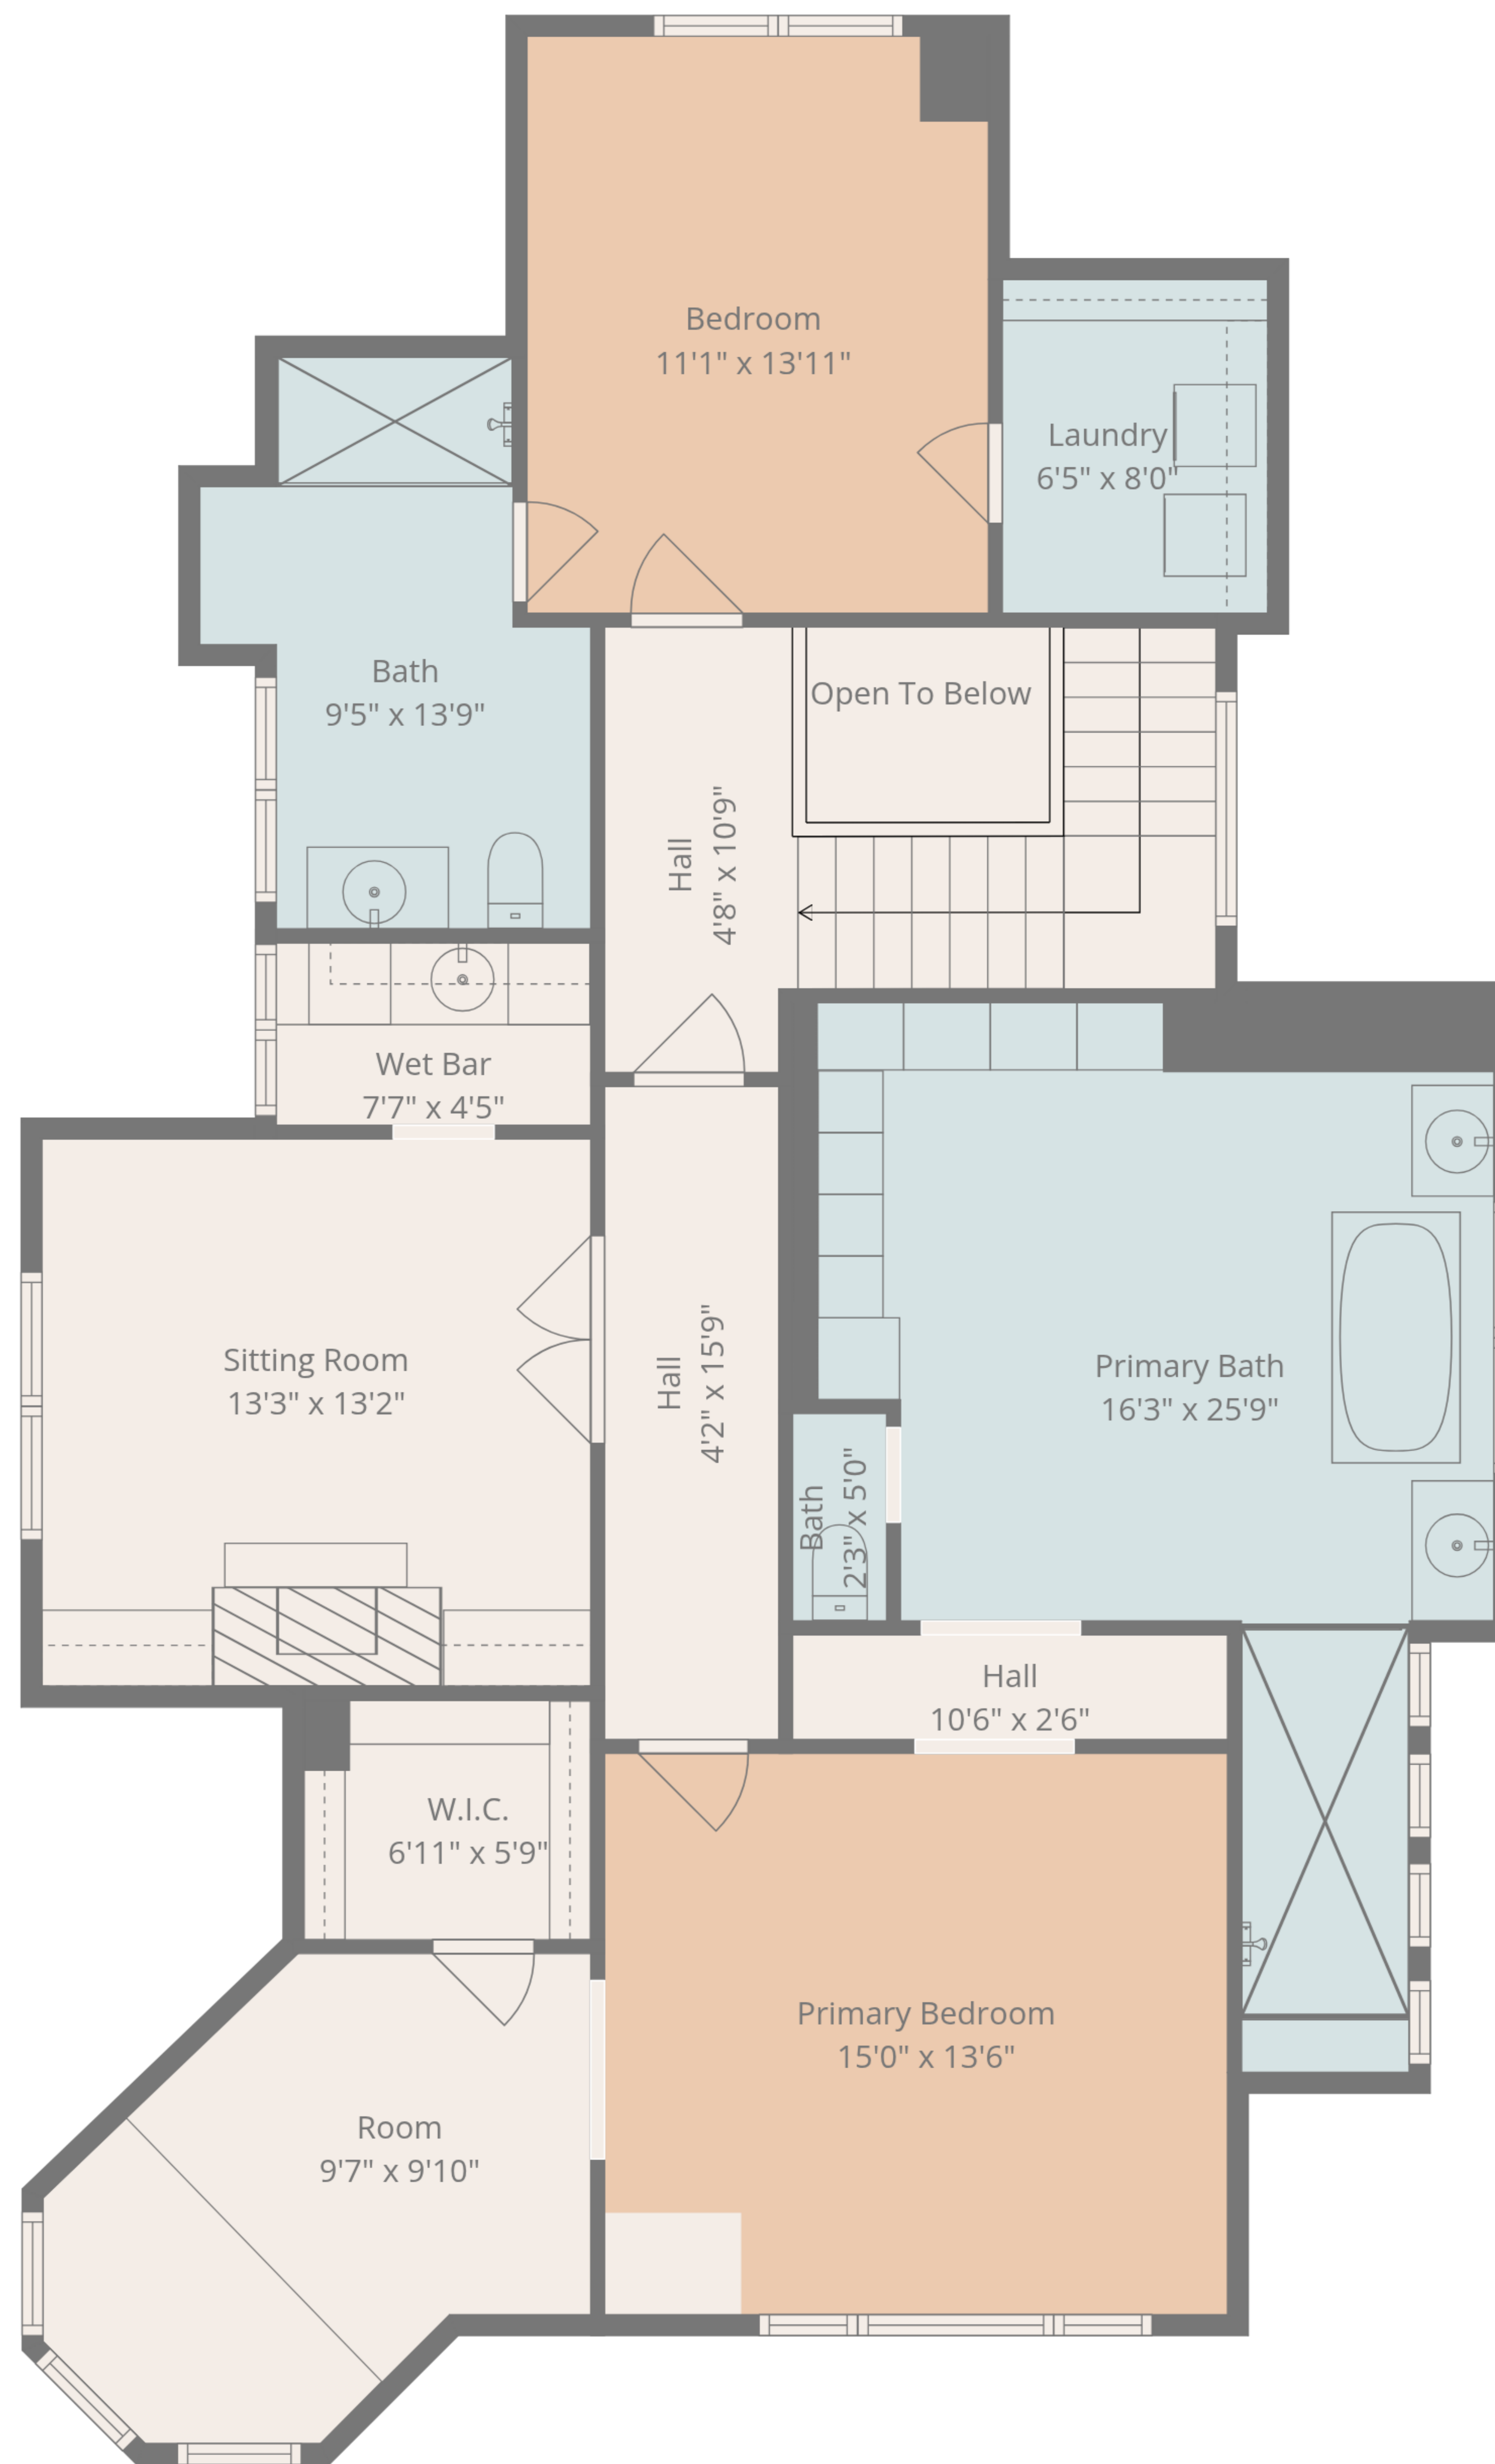 Bedroom
11'1" x 13'11"
Laundry
6'5" x 8'0"
Bath
9'5" x 13'9"
Open To Below
Hall
4'8" x 10'9"
Wet Bar
7'7" x 4'5"
Sitting Room
13'3" x 13'2"
Hall
4'2" x 15'9"
Primary Bath
16'3" x 25'9"
Bath
2'3" x 5'0"
Hall
10'6" x 2'6"
W.I.C.
6'11" x 5'9"
Primary Bedroom
15'0" x 13'6"
Room
9'7" x 9'10"